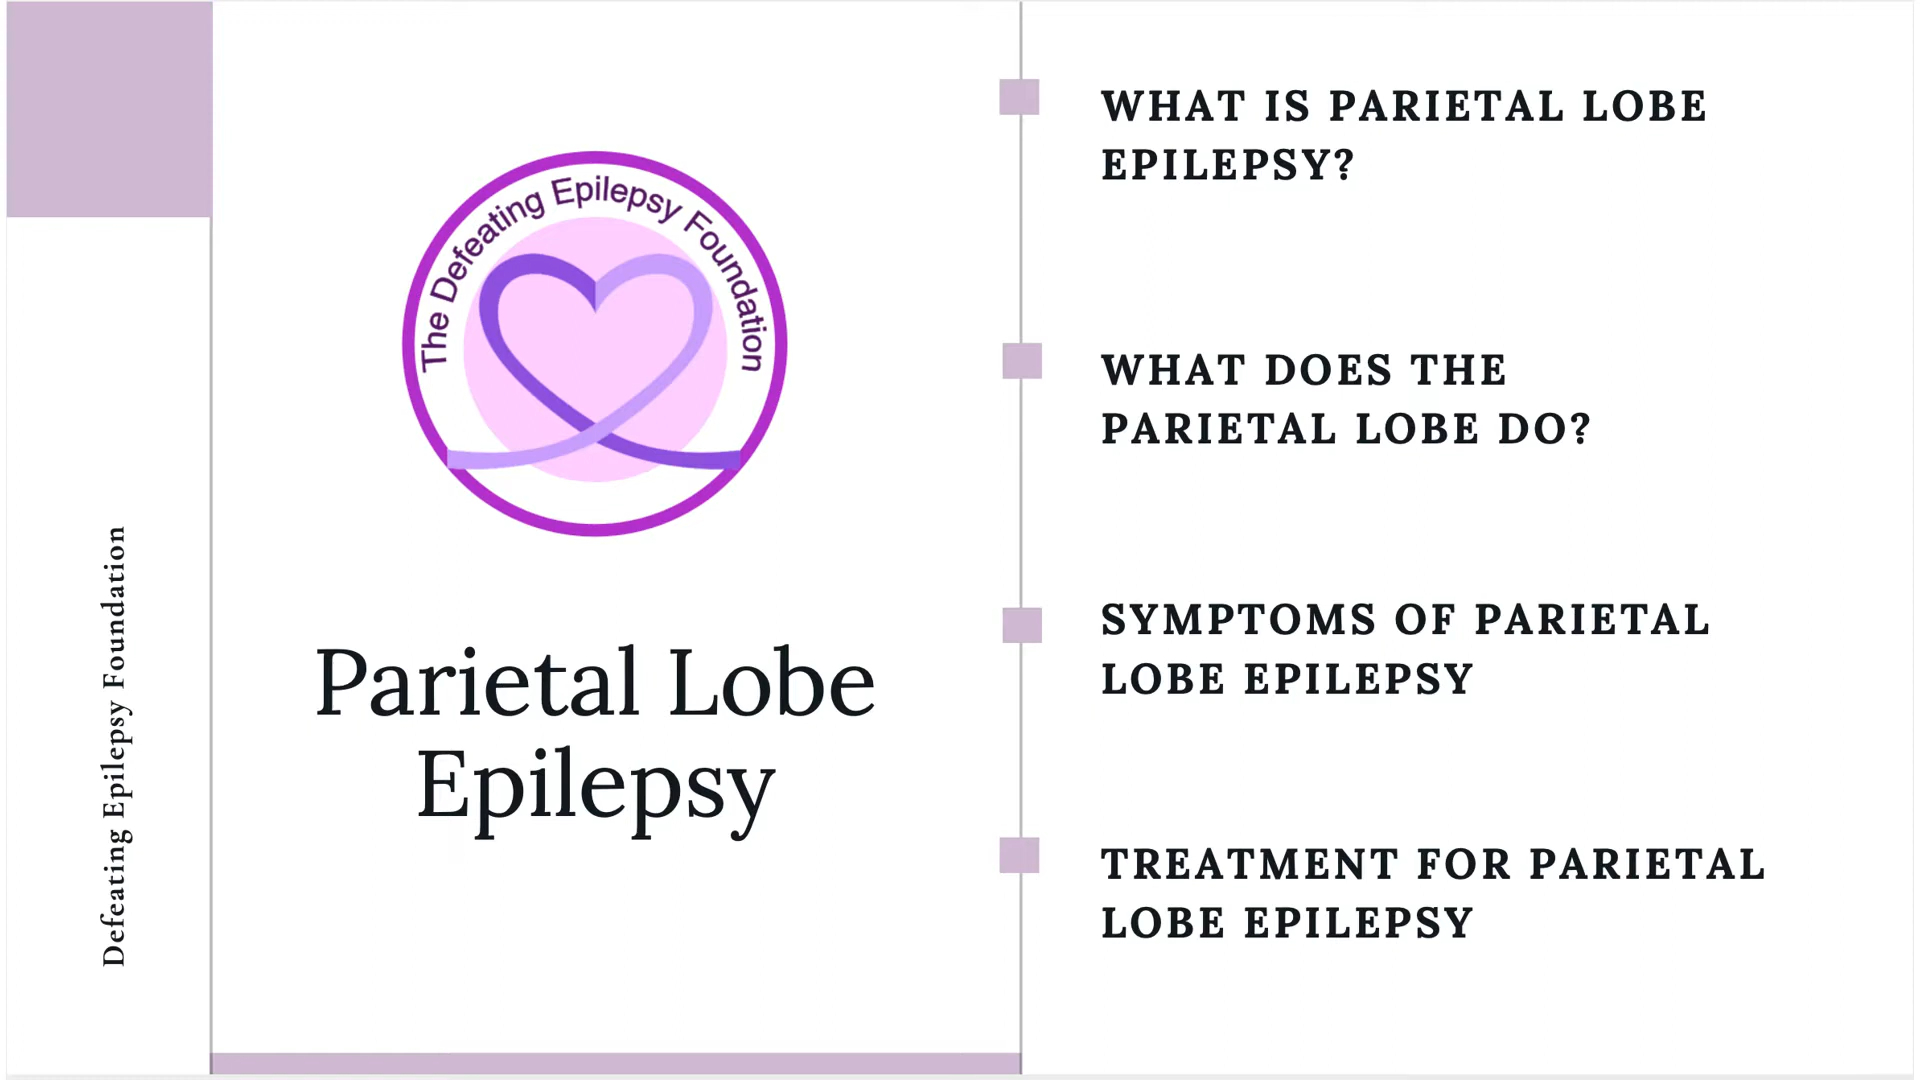 Defeating Epilepsy Foundation
The Defeating Epilepsy Foundation
Parietal Lobe
Epilepsy
WHAT IS PARIETAL LOBE
EPILEPSY?
WHAT DOES THE
PARIETAL LOBE DO?
SYMPTOMS OF PARIETAL
LOBE EPILEPSY
TREATMENT FOR PARIETAL
LOBE EPILEPSY